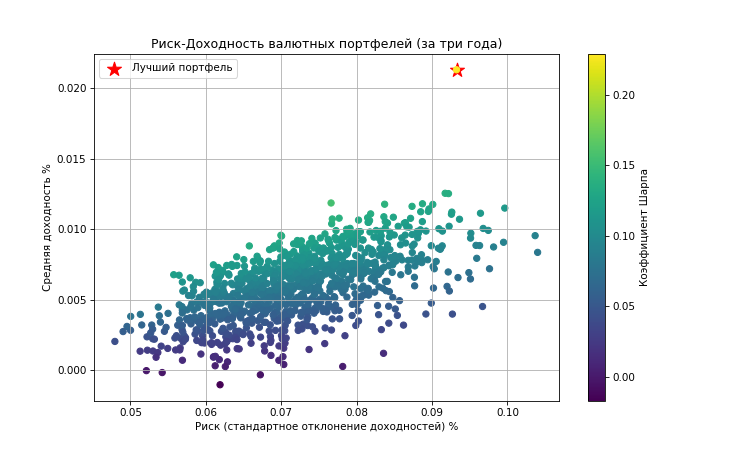 Риск-Доходность валютных портфелей (за три года)
Лучший портфель
0.020
0.015
0.010
0.005
0.000
Средняя доходность %
0.05 0.06 0.07 0.08 0.09 0.10
Риск (стандартное отклонение доходностей) %
0.20
0.15
0.10
0.05
0.00
Коэффициент Шарпа